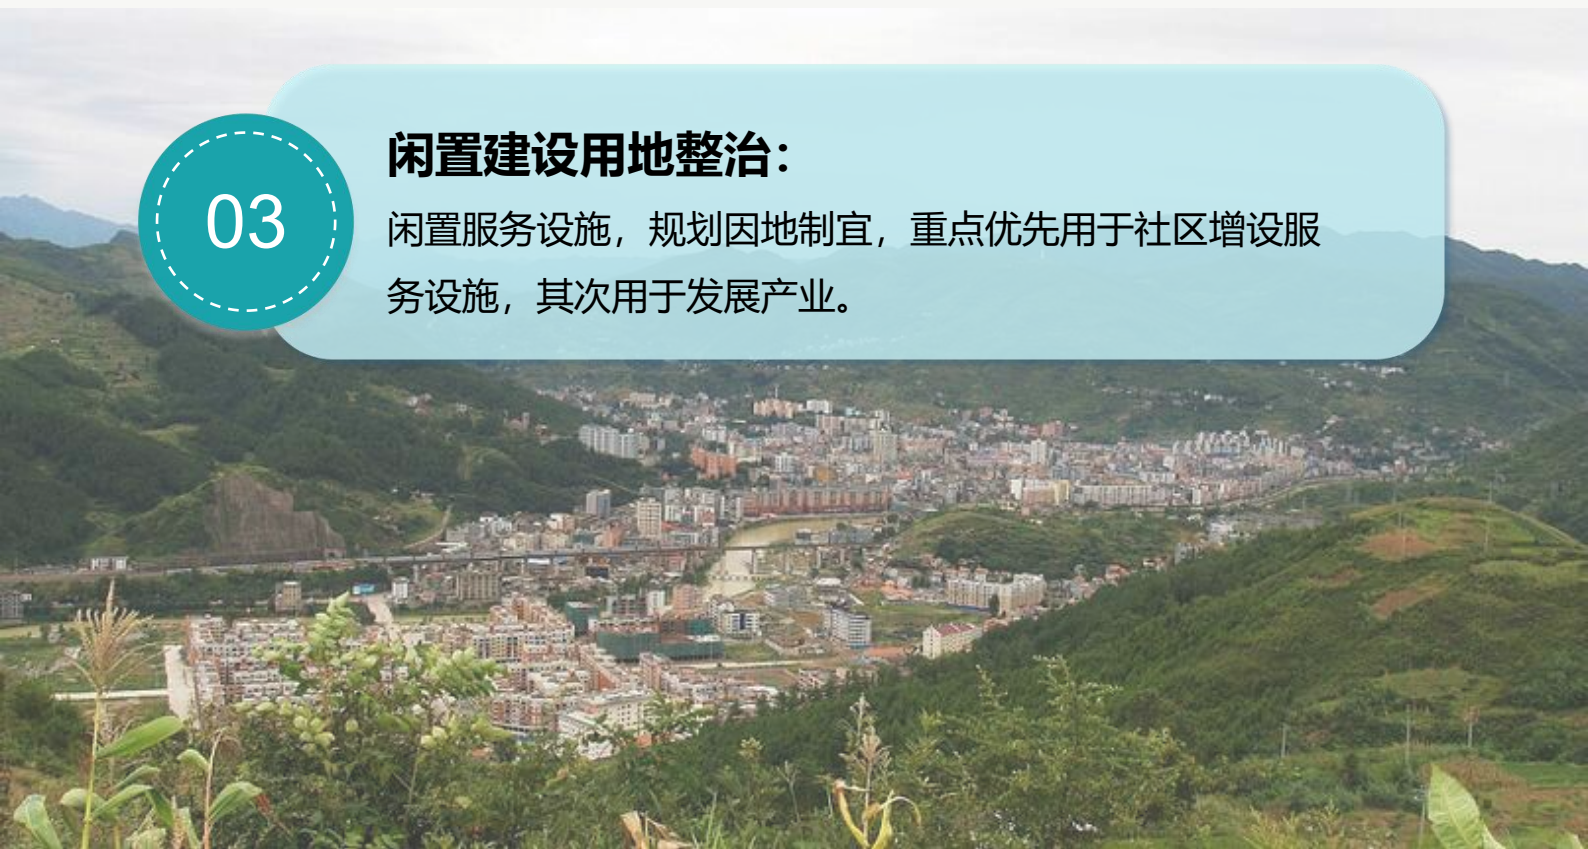 03
闲置建设用地整治：
闲置服务设施，规划因地制宜，重点优先用于社区增设服
务设施，其次用于发展产业。